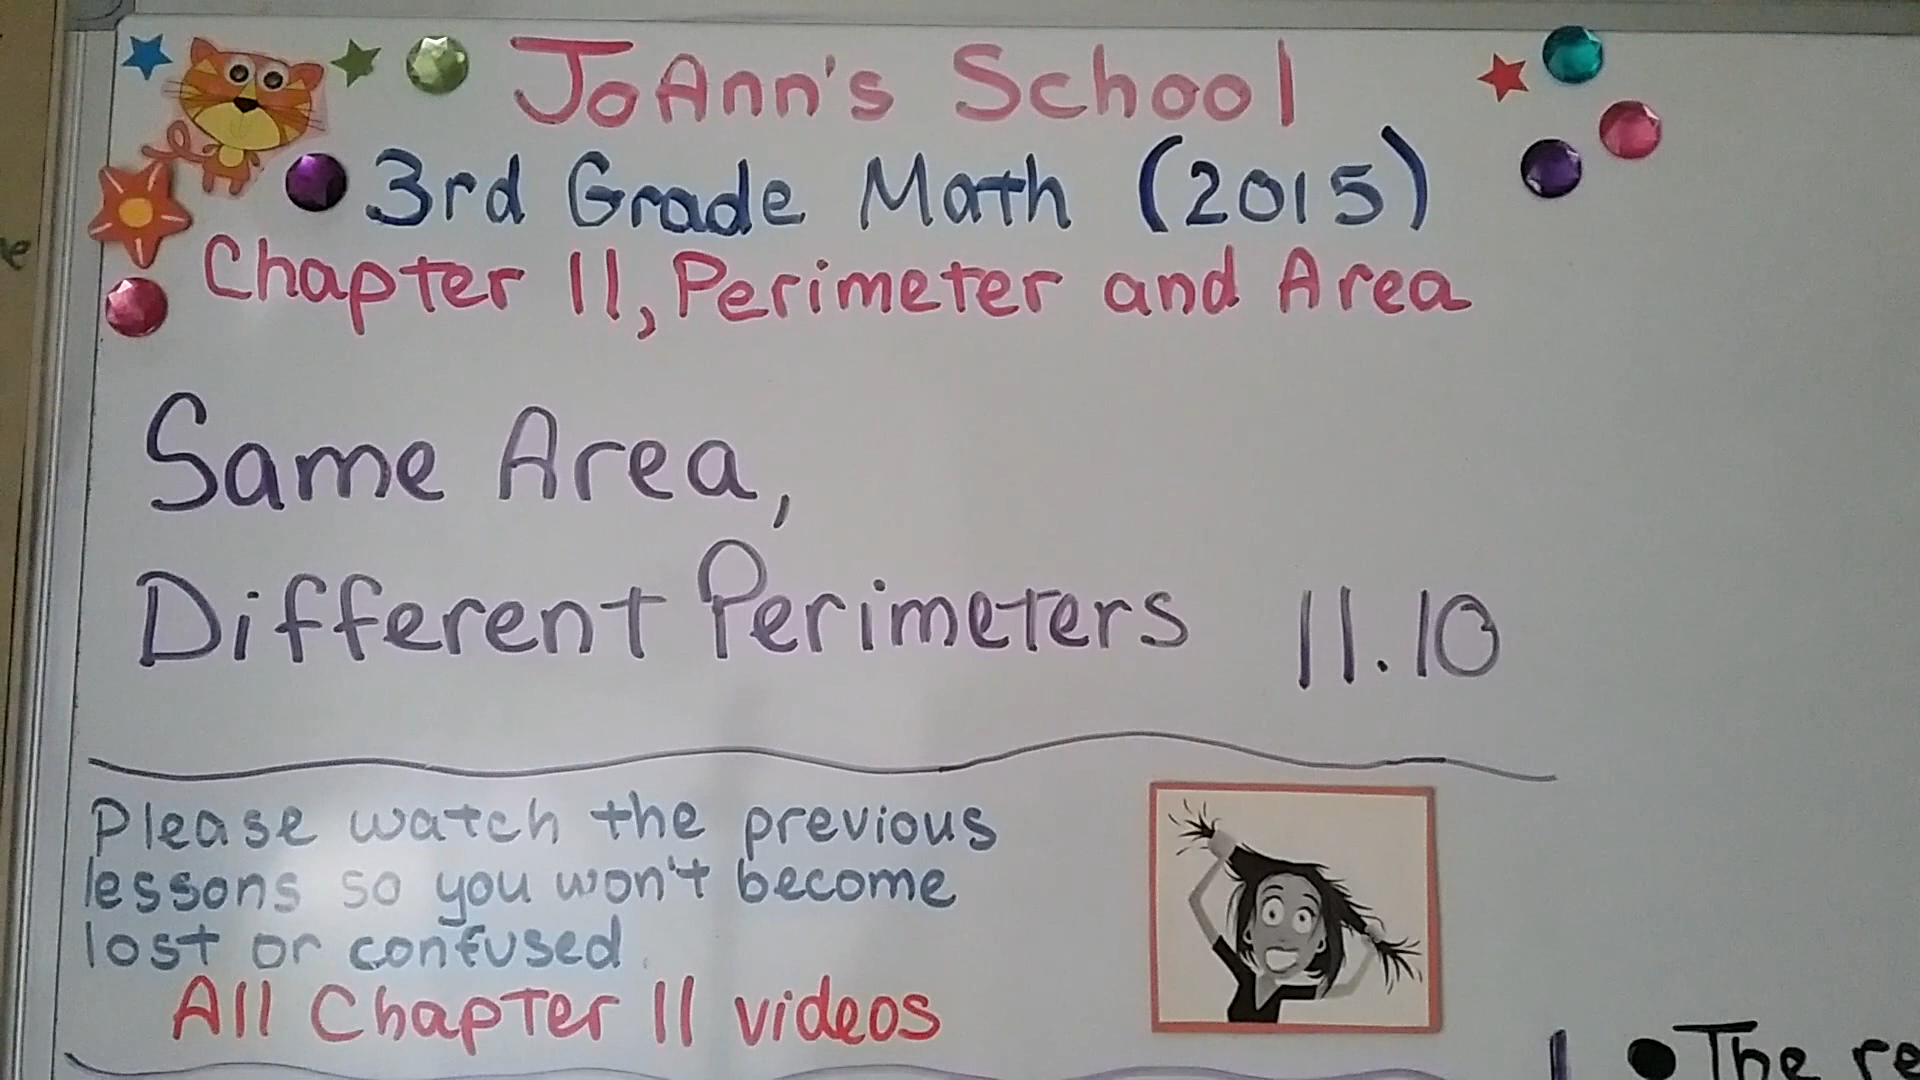 JoAnn's School
3rd Grade Math (2015)
Chapter 11, Perimeter and Area
Same Area,
Different Perimeters 11.10
Please watch the previous
lessons so you won't become
lost or confused.
All Chapter 11 videos
• The